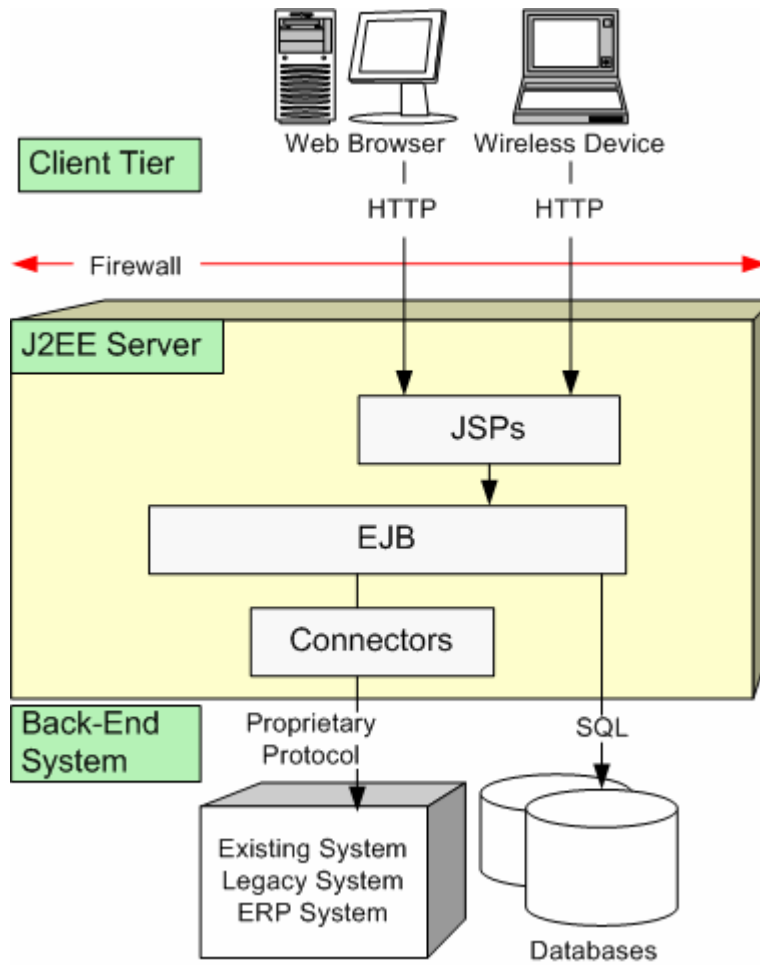 Web Browser
Wireless Device
Client Tier
HTTP
HTTP
Firewall
J2EE Server
JSPs
EJB
Connectors
Back-End
System
Proprietary
Protocol
SQL
Existing System
Legacy System
ERP System
Databases